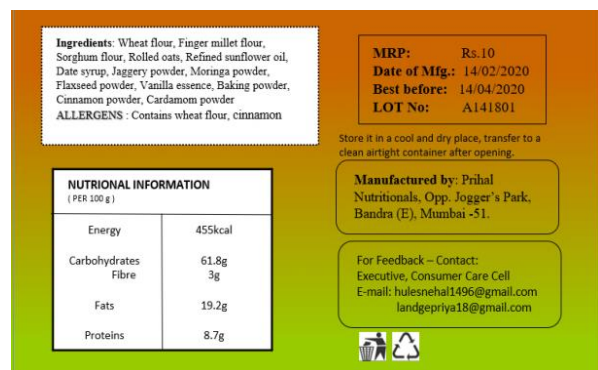 Ingredients: Wheat flour, Finger millet flour,
Sorghum flour, Rolled oats, Refined sunflower oil,
Date syrup, Jaggery powder, Moringa powder,
Flaxseed powder, Vanilla essence, Baking powder,
Cinnamon powder, Cardamom powder
ALLERGENS : Contains wheat flour, cinnamon
NUTRIONAL INFORMATION
( PER 100 g )
Energy 455kcal
Carbohydrates 61.8g
Fibre 3g
Fats 19.2g
Proteins 8.7g
MRP: Rs.10
Date of Mfg.: 14/02/2020
Best before: 14/04/2020
LOT No: A141801
Store it in a cool and dry place, transfer to a
clean airtight container after opening.
Manufactured by: Prihal
Nutritionals, Opp. Jogger's Park,
Bandra (E), Mumbai -51.
For Feedback – Contact:
Executive, Consumer Care Cell
E-mail: hulesnehal1496@gmail.com
landgepriya18@gmail.com